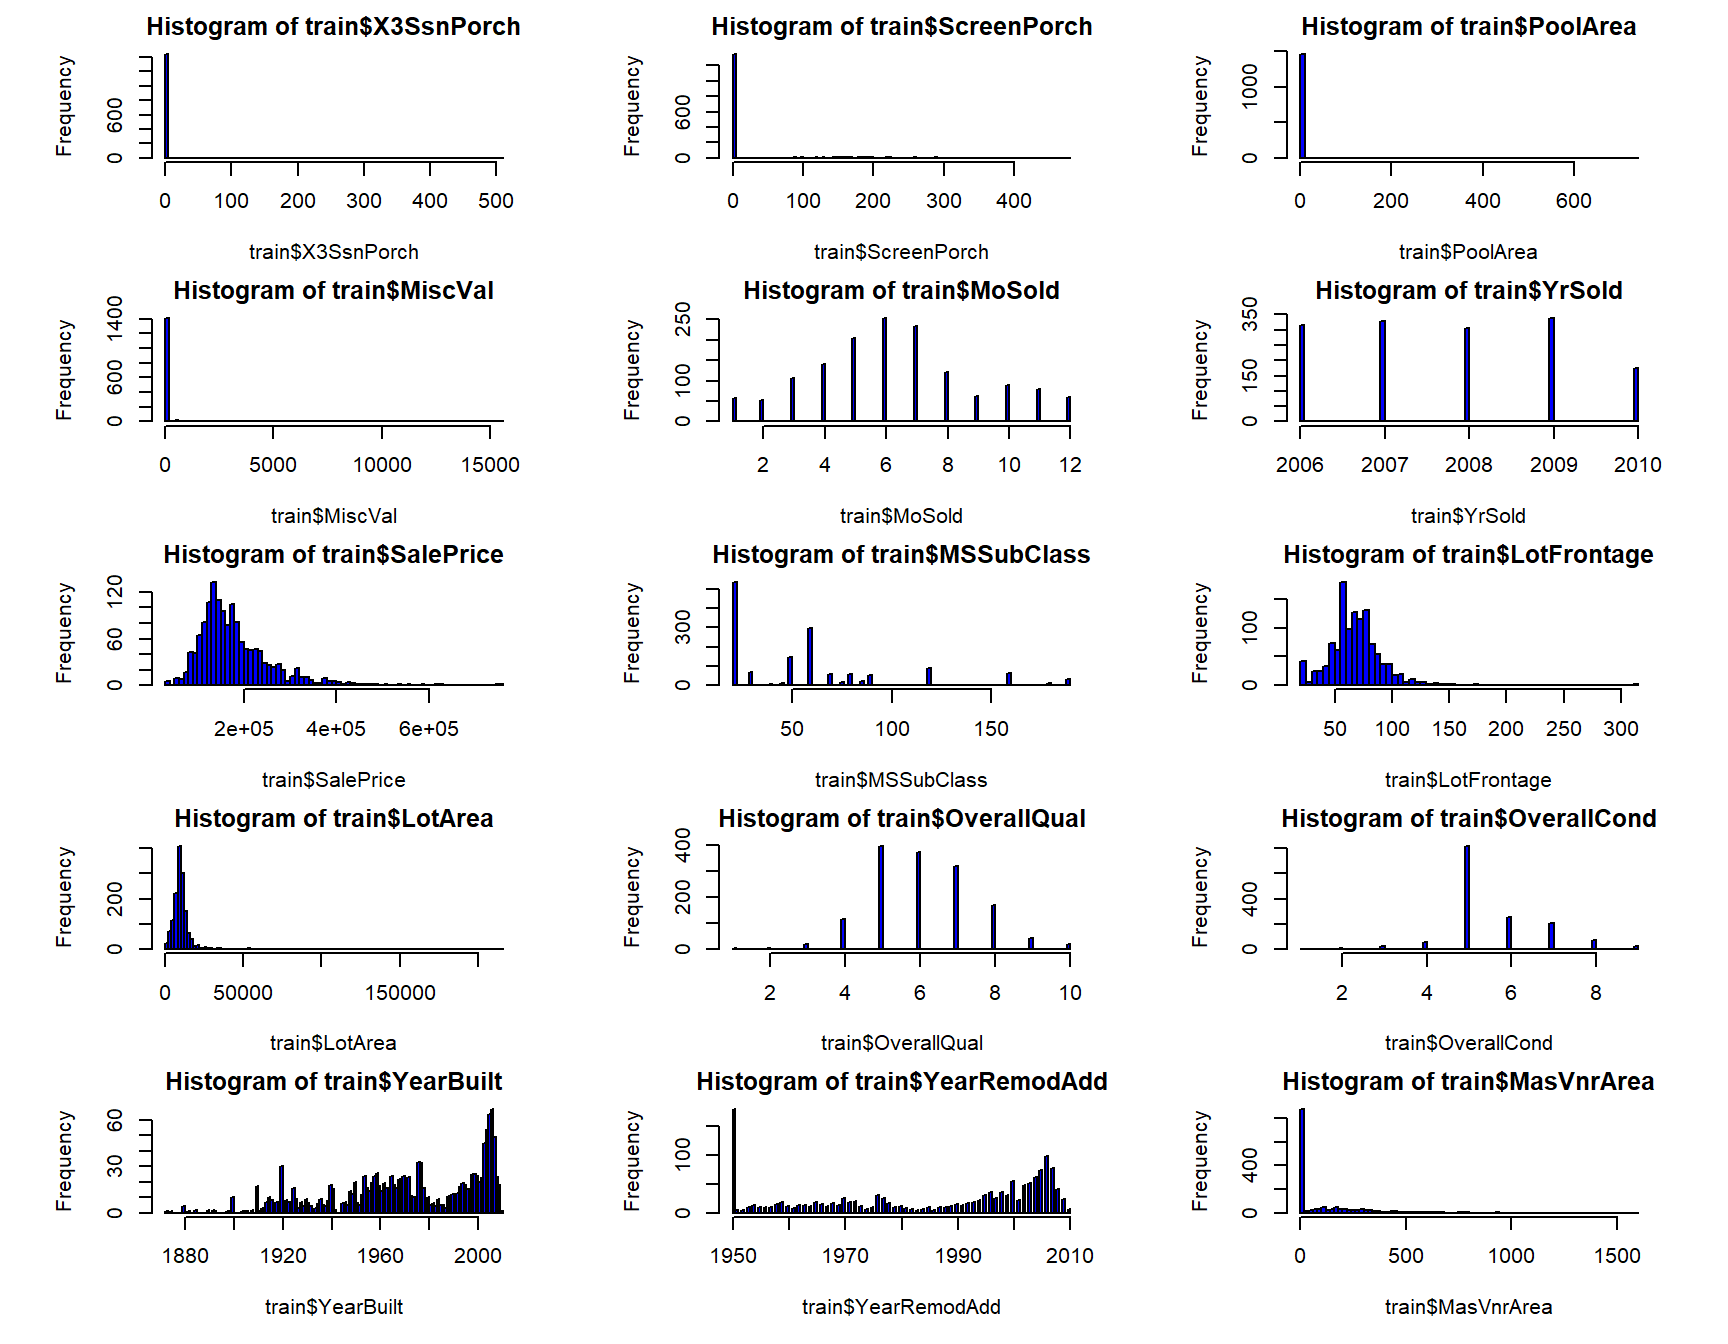 Histogram of train$X3SsnPorch
Frequency
0 600
0 100 200 300 400 500
train$X3SsnPorch
Histogram of train$ScreenPorch
Frequency
0 600
0 100 200 300 400
train$ScreenPorch
Histogram of train$PoolArea
Frequency
0 1000
0 200 400 600
train$PoolArea
Histogram of train$MiscVal
Frequency
0 600 1400
0 5000 10000 15000
train$MiscVal
Histogram of train$MoSold
Frequency
0 100 250
2 4 6 8 10 12
train$MoSold
Histogram of train$YrSold
Frequency
0 150 350
2006 2007 2008 2009 2010
train$YrSold
Histogram of train$SalePrice
Frequency
0 60 120
2e+05 4e+05 6e+05
train$SalePrice
Histogram of train$MSSubClass
Frequency
0 300
50 100 150
train$MSSubClass
Histogram of train$LotFrontage
Frequency
0 100
50 100 150 200 250 300
train$LotFrontage
Histogram of train$LotArea
Frequency
0 200
0 50000 150000
train$LotArea
Histogram of train$OverallQual
Frequency
0 200 400
2 4 6 8 10
train$OverallQual
Histogram of train$OverallCond
Frequency
0 400
2 4 6 8
train$OverallCond
Histogram of train$YearBuilt
Frequency
0 30 60
1880 1920 1960 2000
train$YearBuilt
Histogram of train$YearRemodAdd
Frequency
0 100
1950 1970 1990 2010
train$YearRemodAdd
Histogram of train$MasVnrArea
Frequency
0 400
0 500 1000 1500
train$MasVnrArea